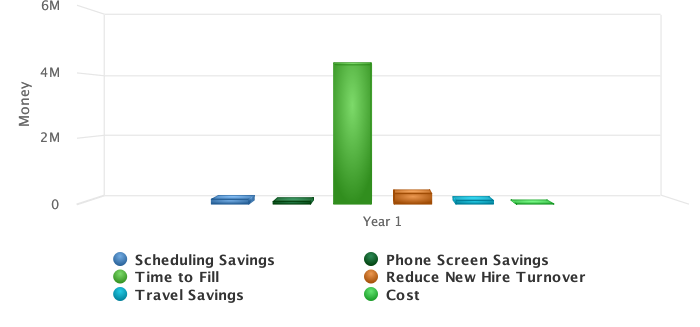 6M
4M
2M
0
Money
Year 1
Scheduling Savings
Phone Screen Savings
Time to Fill
Reduce New Hire Turnover
Travel Savings
Cost